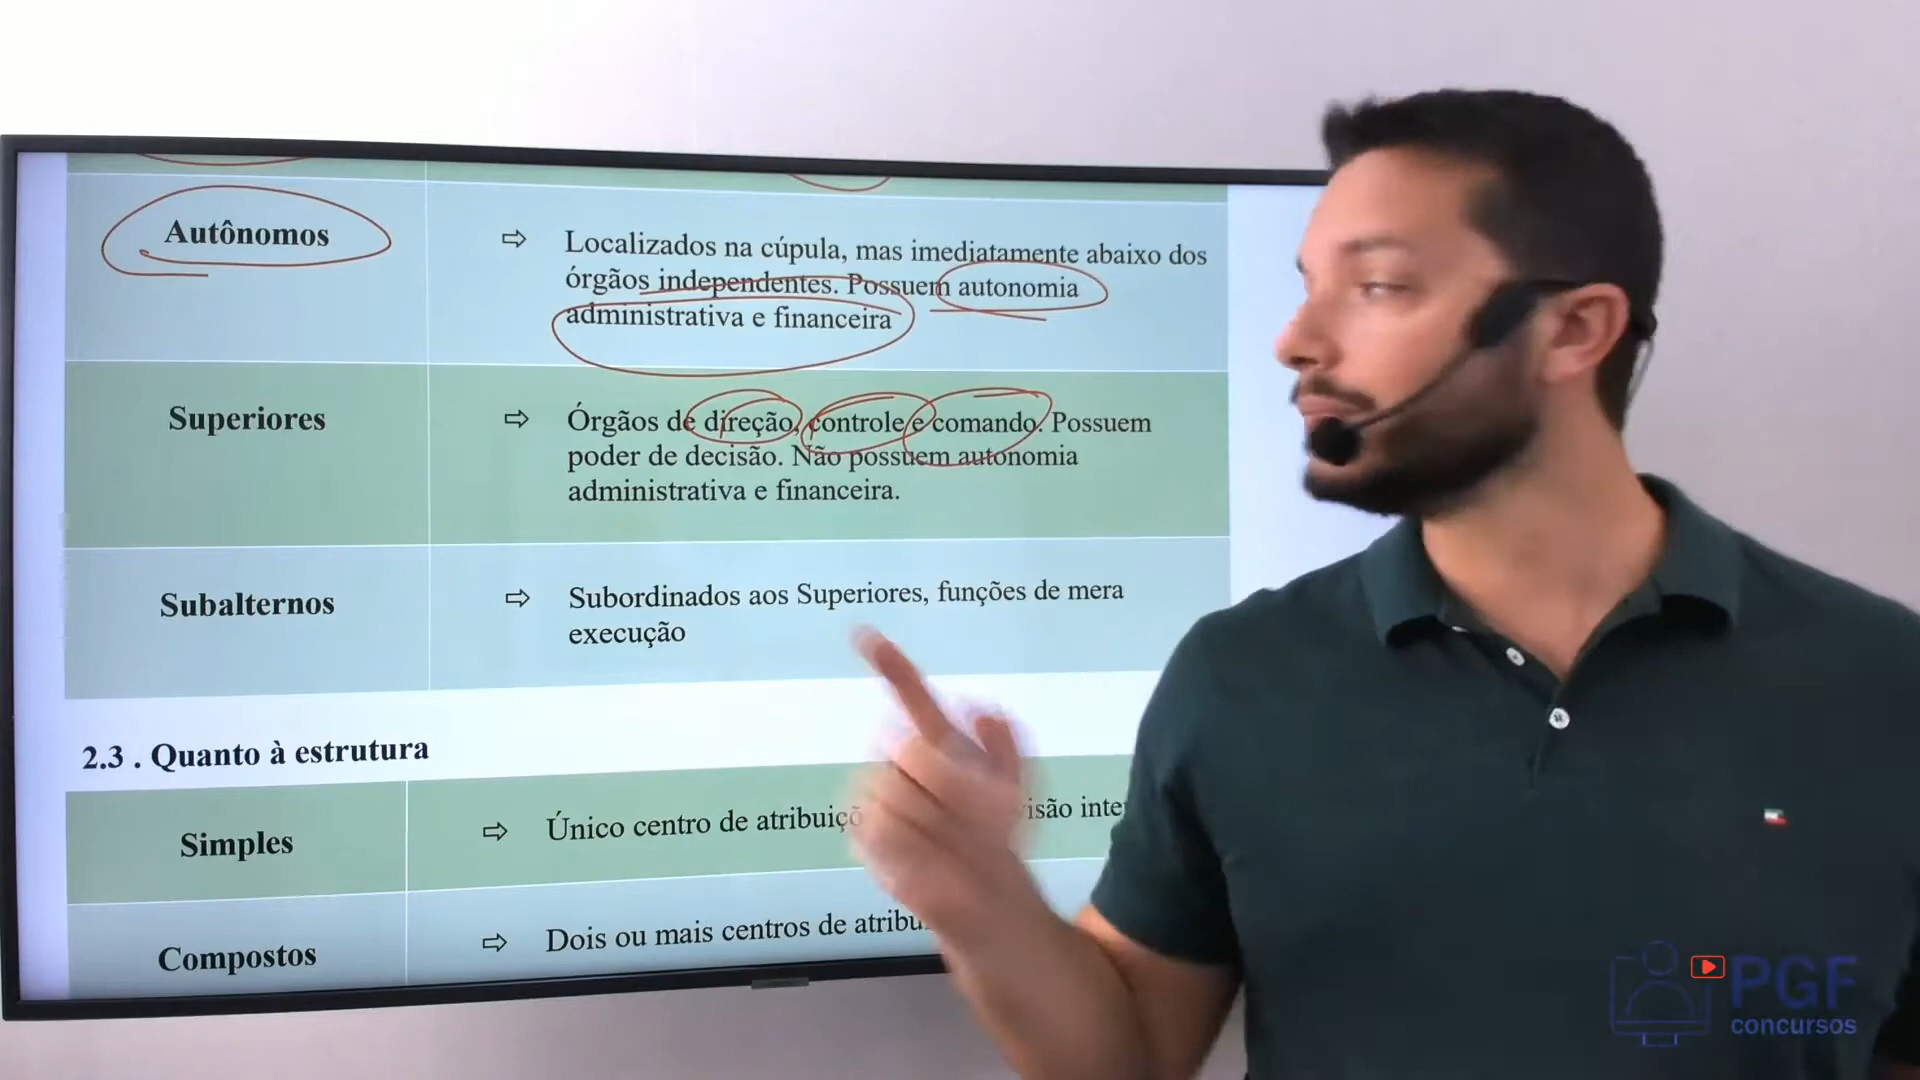 Autônomos
⇨ Localizados na cúpula, mas imediatamente abaixo dos
órgãos independentes. Possuem autonomia
administrativa e financeira
Superiores
⇨ Órgãos de direção, controle e comando. Possuem
poder de decisão. Não possuem autonomia
administrativa e financeira.
Subalternos
⇨ Subordinados aos Superiores, funções de mera
execução
2.3 . Quanto à estrutura
Simples
⇨ Único centro de
Compostos
⇨ Dois ou mais centros de
PGF
concursos